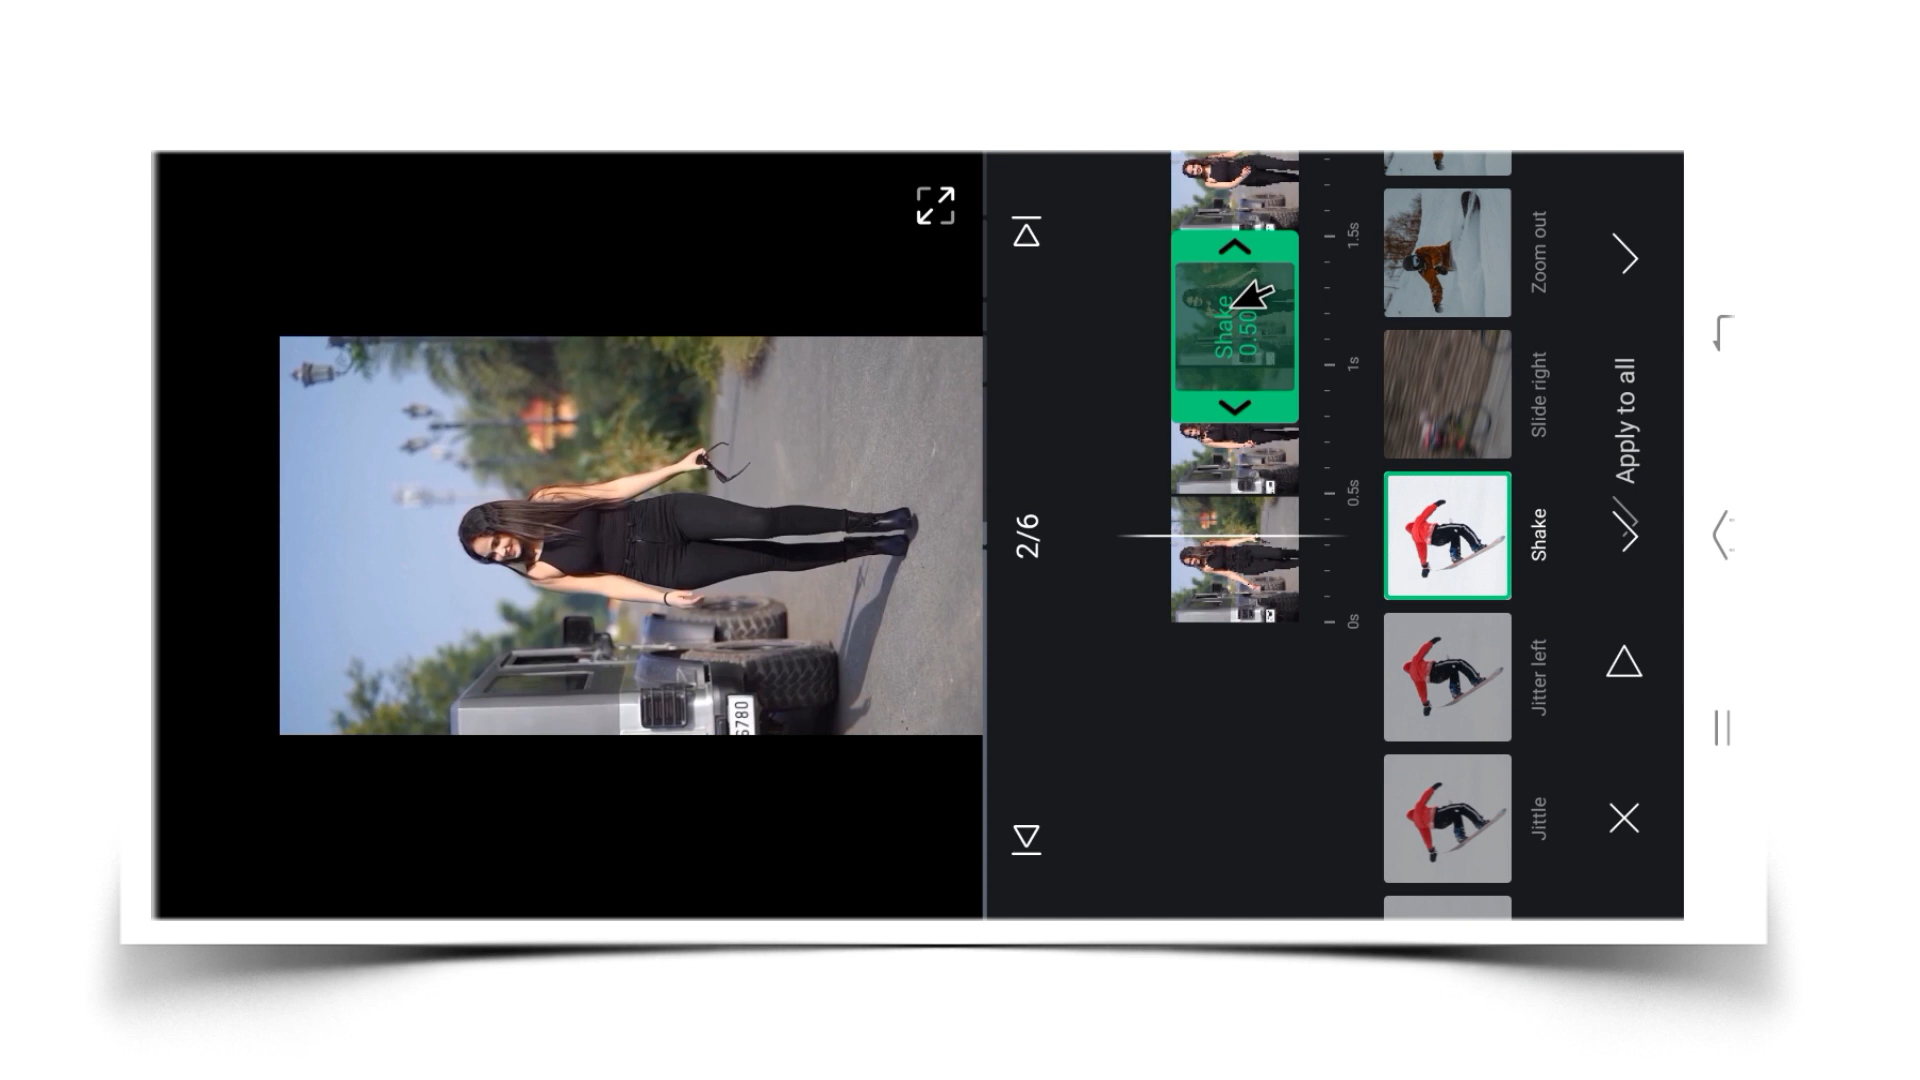 2/6
Shake
0.50
0s
0.5s
1s
1.5s
Jittle
Jitter left
Shake
Slide right
Zoom out
Apply to all
6780